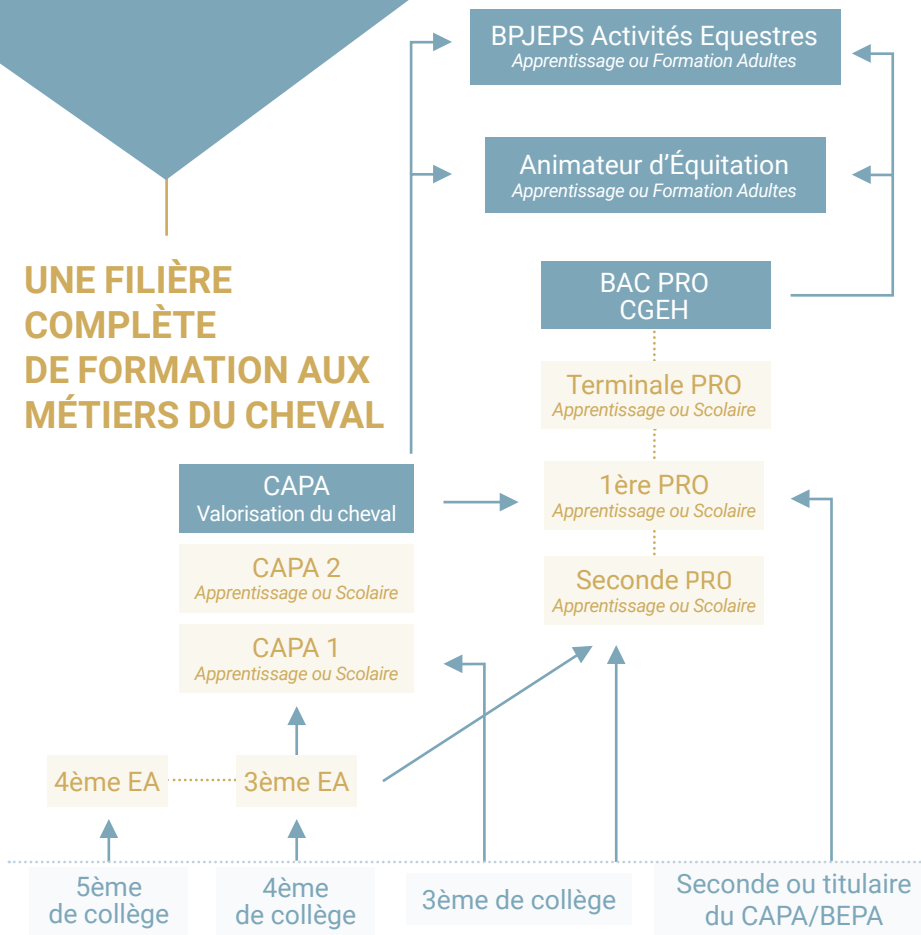 BPJEPS Activités Equestres
Apprentissage ou Formation Adultes
Animateur d'Équitation
Apprentissage ou Formation Adultes
UNE FILIÈRE
COMPLÈTE
DE FORMATION AUX
MÉTIERS DU CHEVAL
BAC PRO
CGEH
Terminale PRO
Apprentissage ou Scolaire
CAPA
Valorisation du cheval
1ère PRO
Apprentissage ou Scolaire
CAPA 2
Apprentissage ou Scolaire
Seconde PRO
Apprentissage ou Scolaire
CAPA 1
Apprentissage ou Scolaire
4ème EA
3ème EA
5ème
de collège
4ème
de collège
3ème de collège
Seconde ou titulaire
du CAPA/BEPA